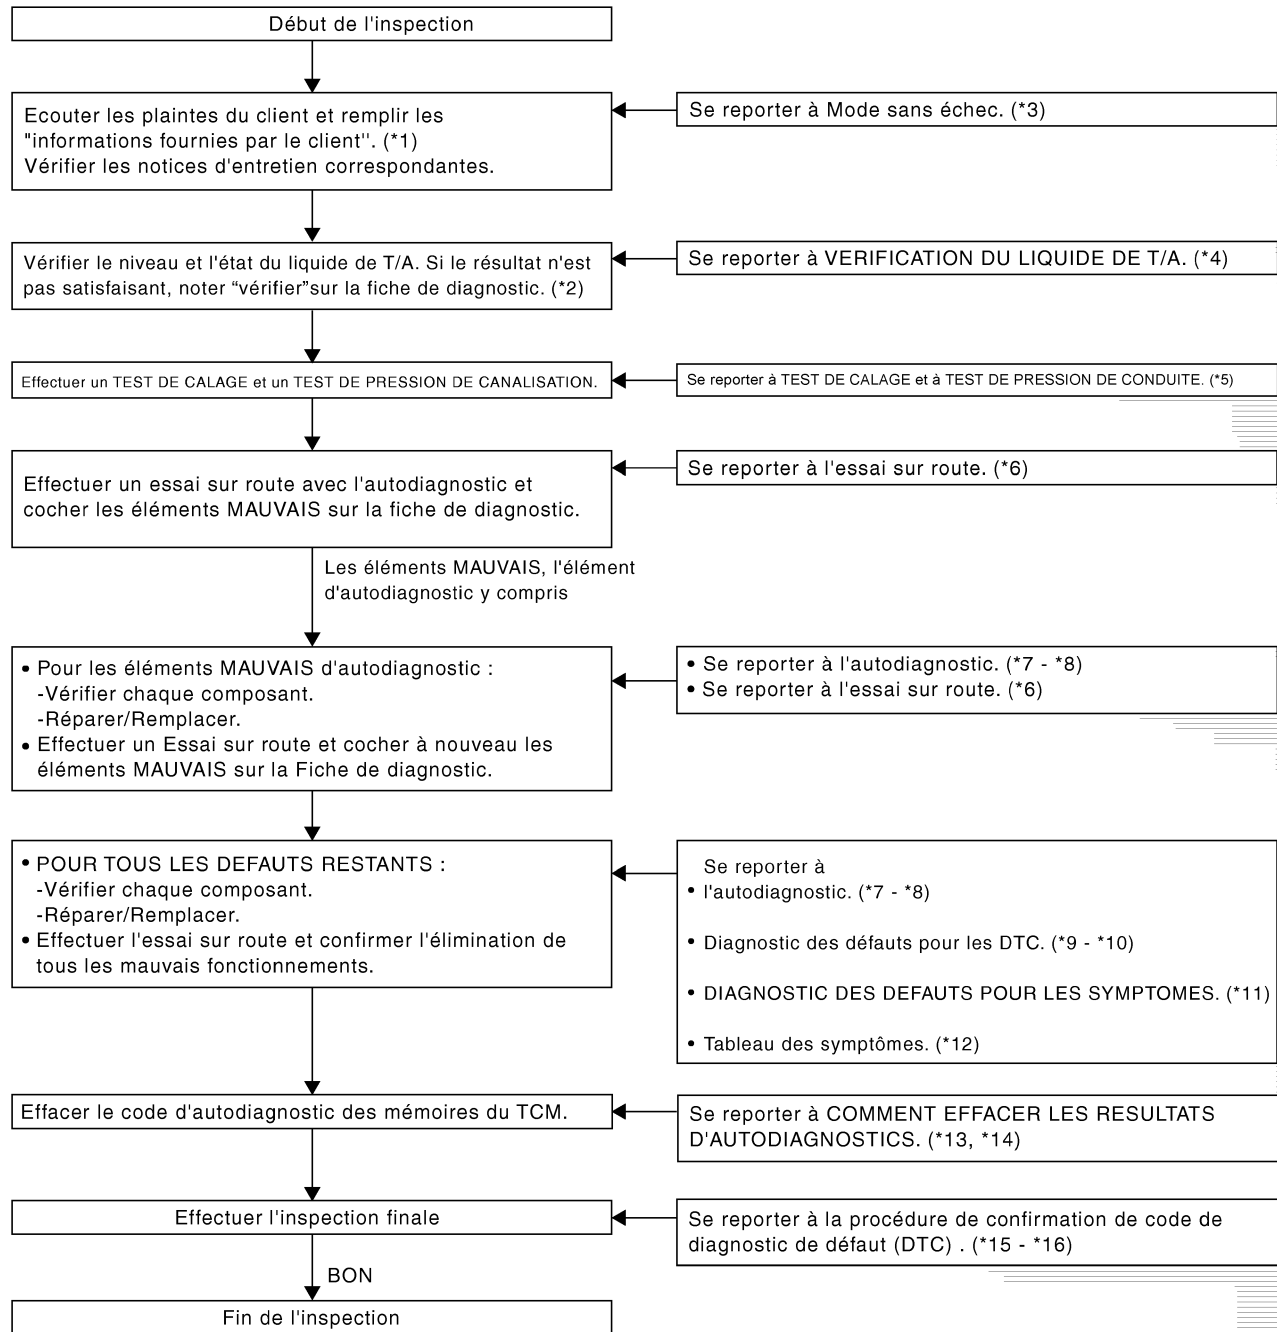 Début de l'inspection
Ecouter les plaintes du client et remplir les
"informations fournies par le client''. (*1)
Vérifier les notices d'entretien correspondantes.
Se reporter à Mode sans échec. (*3)
Vérifier le niveau et l'état du liquide de T/A. Si le résultat n'est
pas satisfaisant, noter “vérifier”sur la fiche de diagnostic. (*2)
Se reporter à VERIFICATION DU LIQUIDE DE T/A. (*4)
Effectuer un TEST DE CALAGE et un TEST DE PRESSION DE CANALISATION.
Se reporter à TEST DE CALAGE et à TEST DE PRESSION DE CONDUITE. (*5)
Effectuer un essai sur route avec l'autodiagnostic et
cocher les éléments MAUVAIS sur la fiche de diagnostic.
Se reporter à l'essai sur route. (*6)
Les éléments MAUVAIS, l'élément
d'autodiagnostic y compris
• Pour les éléments MAUVAIS d'autodiagnostic :
-Vérifier chaque composant.
-Réparer/Remplacer.
• Effectuer un Essai sur route et cocher à nouveau les
éléments MAUVAIS sur la Fiche de diagnostic.
• Se reporter à l'autodiagnostic. (*7 - *8)
• Se reporter à l'essai sur route. (*6)
• POUR TOUS LES DEFAUTS RESTANTS :
-Vérifier chaque composant.
-Réparer/Remplacer.
• Effectuer l'essai sur route et confirmer l'élimination de
tous les mauvais fonctionnements.
Se reporter à
• l'autodiagnostic. (*7 - *8)
• Diagnostic des défauts pour les DTC. (*9 - *10)
• DIAGNOSTIC DES DEFAUTS POUR LES SYMPTOMES. (*11)
• Tableau des symptômes. (*12)
Effacer le code d'autodiagnostic des mémoires du TCM.
Se reporter à COMMENT EFFACER LES RESULTATS
D'AUTODIAGNOSTICS. (*13, *14)
Effectuer l'inspection finale
Se reporter à la procédure de confirmation de code de
diagnostic de défaut (DTC) . (*15 - *16)
BON
Fin de l'inspection